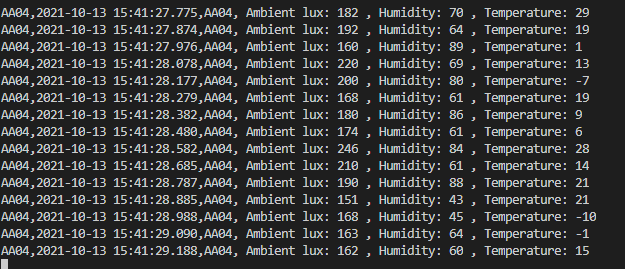 AA04,2021-10-13 15:41:27.775,AA04, Ambient lux: 182 , Humidity: 70 , Temperature: 29
AA04,2021-10-13 15:41:27.874,AA04, Ambient lux: 192 , Humidity: 64 , Temperature: 19
AA04,2021-10-13 15:41:27.976,AA04, Ambient lux: 160 , Humidity: 89 , Temperature: 1
AA04,2021-10-13 15:41:28.078,AA04, Ambient lux: 220 , Humidity: 69 , Temperature: 13
AA04,2021-10-13 15:41:28.177,AA04, Ambient lux: 200 , Humidity: 80 , Temperature: -7
AA04,2021-10-13 15:41:28.279,AA04, Ambient lux: 168 , Humidity: 61 , Temperature: 19
AA04,2021-10-13 15:41:28.382,AA04, Ambient lux: 180 , Humidity: 86 , Temperature: 9
AA04,2021-10-13 15:41:28.480,AA04, Ambient lux: 174 , Humidity: 61 , Temperature: 6
AA04,2021-10-13 15:41:28.582,AA04, Ambient lux: 246 , Humidity: 84 , Temperature: 28
AA04,2021-10-13 15:41:28.685,AA04, Ambient lux: 210 , Humidity: 61 , Temperature: 14
AA04,2021-10-13 15:41:28.787,AA04, Ambient lux: 190 , Humidity: 88 , Temperature: 21
AA04,2021-10-13 15:41:28.885,AA04, Ambient lux: 151 , Humidity: 43 , Temperature: 21
AA04,2021-10-13 15:41:28.988,AA04, Ambient lux: 168 , Humidity: 45 , Temperature: -10
AA04,2021-10-13 15:41:29.090,AA04, Ambient lux: 163 , Humidity: 64 , Temperature: -1
AA04,2021-10-13 15:41:29.188,AA04, Ambient lux: 162 , Humidity: 60 , Temperature: 15